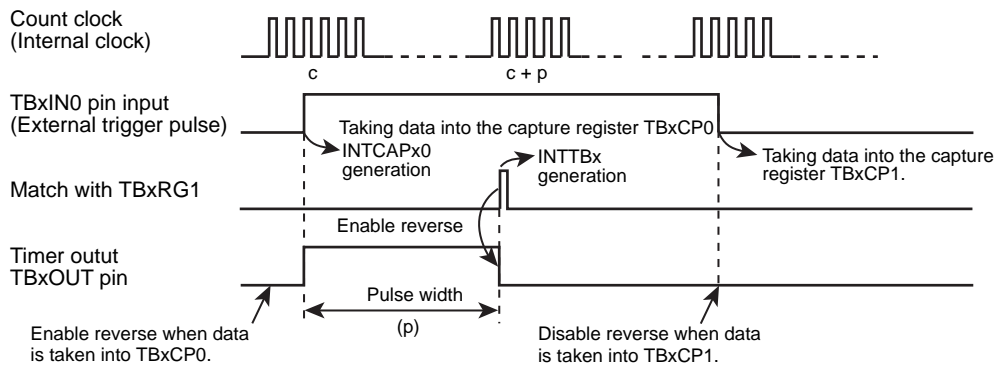 Count clock
(Internal clock)
c
c + p
TBxIN0 pin input
(External trigger pulse)
Taking data into the capture register TBxCP0
INTCAPx0
generation
INTTBx
generation
Taking data into the capture
register TBxCP1.
Match with TBxRG1
Enable reverse
Timer outut
TBxOUT pin
Pulse width
(p)
Enable reverse when data
is taken into TBxCP0.
Disable reverse when data
is taken into TBxCP1.